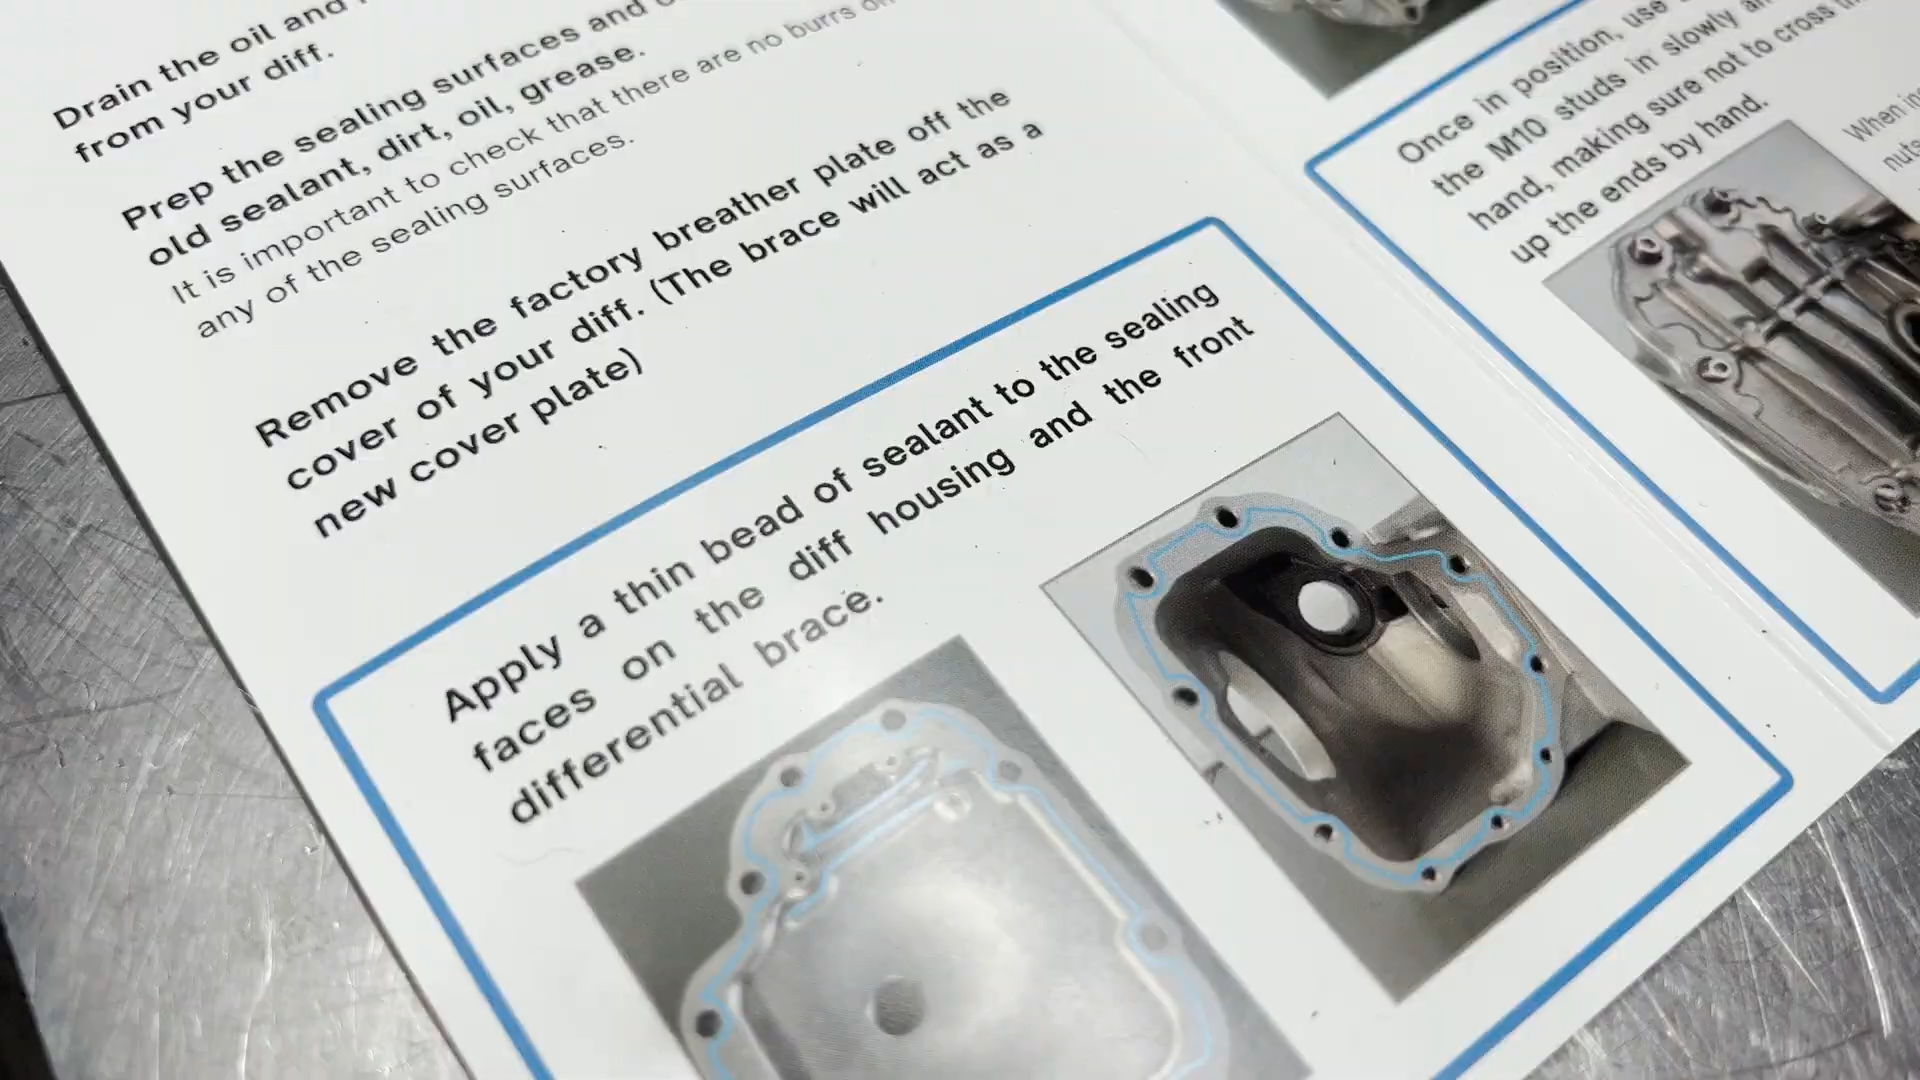 Drain the oil and
from your diff.
Prep the sealing surfaces and
old sealant, dirt, oil, grease.
It is important to check that there are no burrs on
any of the sealing surfaces.
Remove the factory breather plate off the
cover of your diff. (The brace will act as a
new cover plate)
Apply a thin bead of sealant to the sealing
faces on the diff housing and the front
differential brace.
Once in position, use
the M10 studs in slowly
hand, making sure not to cross
up the ends by hand.
When
nuts